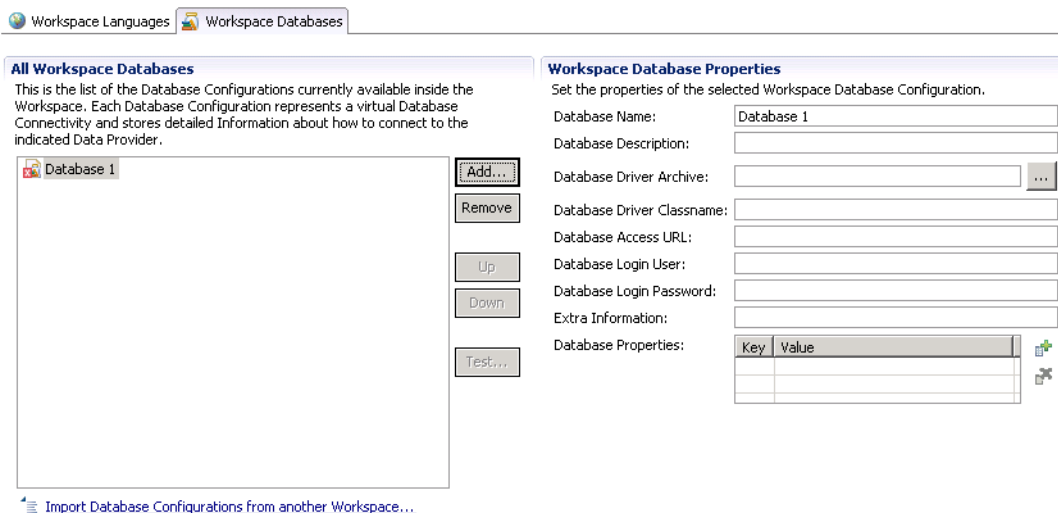 Workspace Languages
Workspace Databases
All Workspace Databases
This is the list of the Database Configurations currently available inside the
Workspace. Each Database Configuration represents a virtual Database
Connectivity and stores detailed Information about how to connect to the
indicated Data Provider.
Database 1
Add...
Remove
Up
Down
Test...
Import Database Configurations from another Workspace...
Workspace Database Properties
Set the properties of the selected Workspace Database Configuration.
Database Name: Database 1
Database Description:
Database Driver Archive: ...
Database Driver Classname:
Database Access URL:
Database Login User:
Database Login Password:
Extra Information:
Database Properties: Key Value